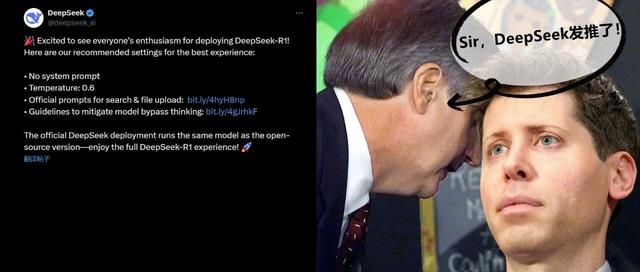 DeepSeek
@deepseek_ai
🎉 Excited to see everyone's enthusiasm for deploying DeepSeek-R1!
Here are our recommended settings for the best experience:
• No system prompt
• Temperature: 0.6
• Official prompts for search & file upload: bit.ly/4hyH8np
• Guidelines to mitigate model bypass thinking: bit.ly/4gJrhkF
The official DeepSeek deployment runs the same model as the open-
source version—enjoy the full DeepSeek-R1 experience! 🚀
翻译帖子
Sir，DeepSeek发推了！